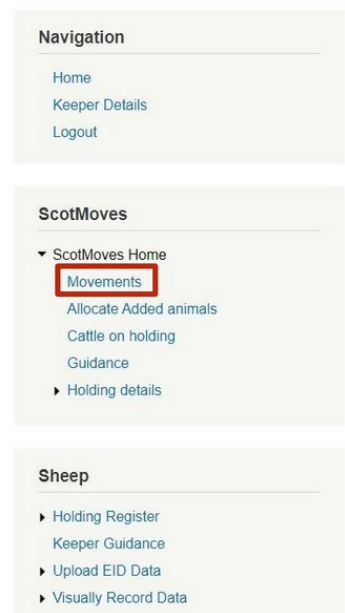 Navigation
Home
Keeper Details
Logout
ScotMoves
ScotMoves Home
Movements
Allocate Added animals
Cattle on holding
Guidance
Holding details
Sheep
Holding Register
Keeper Guidance
Upload EID Data
Visually Record Data